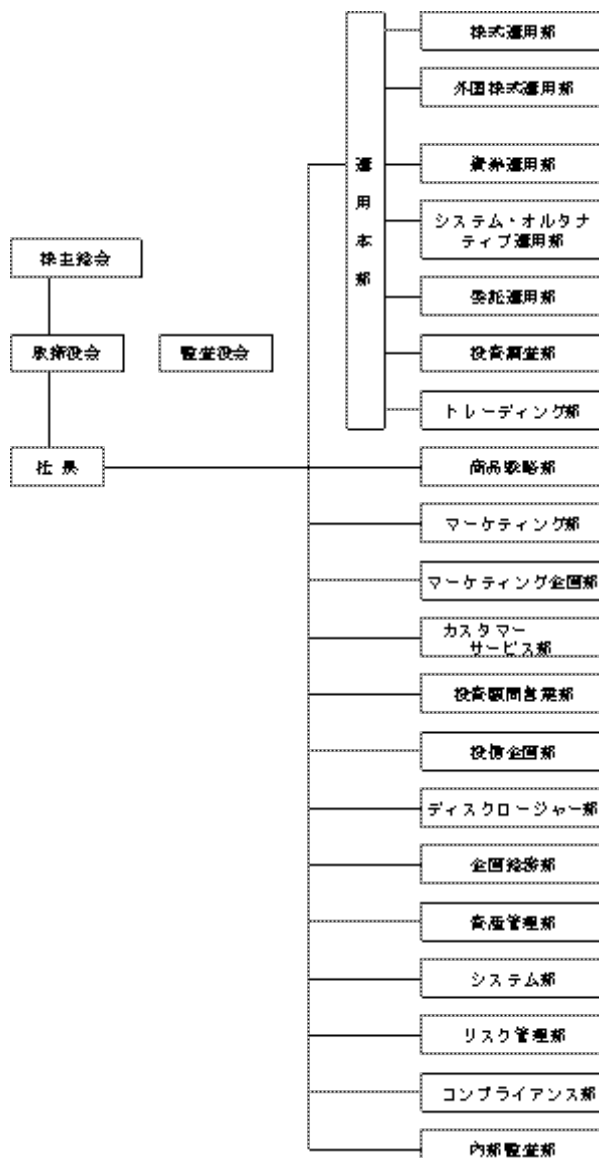 株式運用部
外国株式運用部
運用本部
債券運用部
システム・オルタナ
ティブ運用部
株主総会
委託運用部
取締役会
監査役会
投資調査部
トレーディング部
社 長
商品戦略部
マーケティング部
マーケティング企画部
カスタマー
サービス部
投資顧問営業部
投信企画部
ディスクロージャー部
企画総務部
資産管理部
システム部
リスク管理部
コンプライアンス部
内部監査部